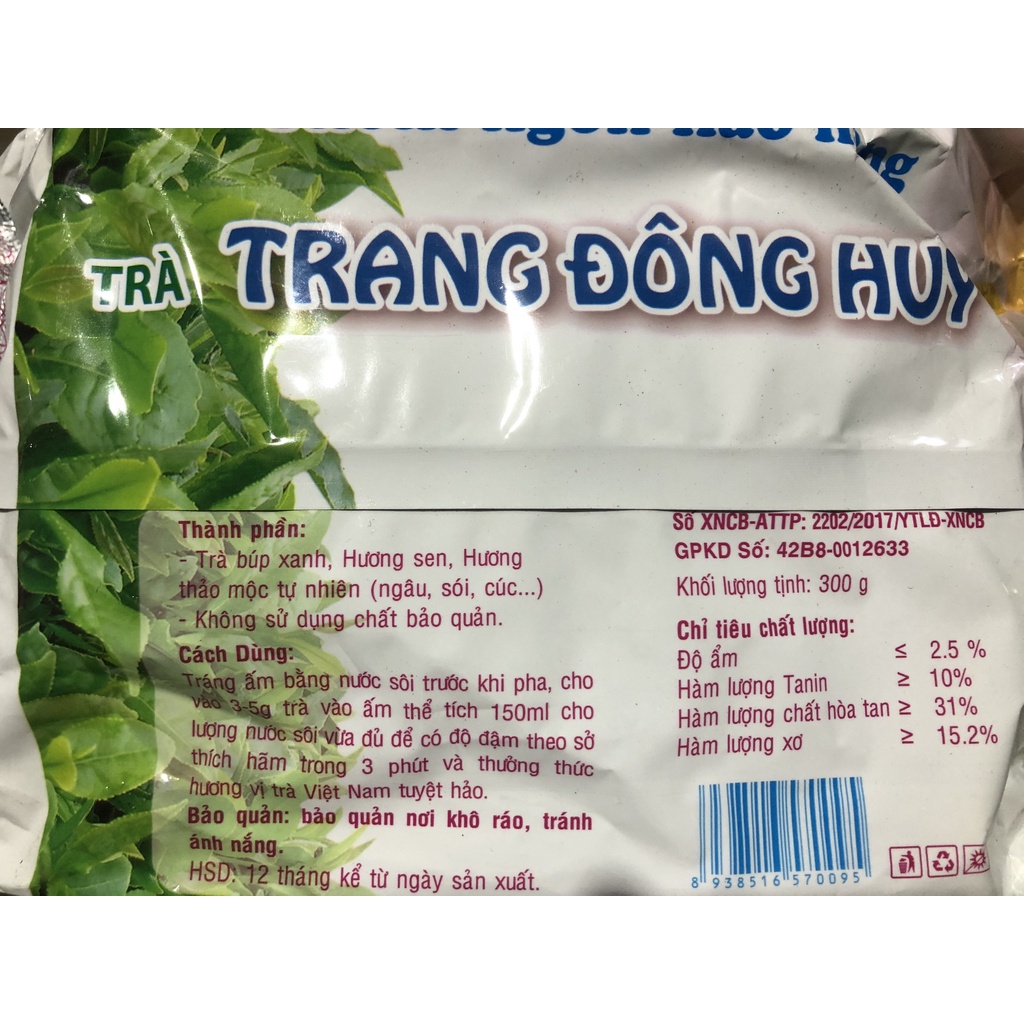 ngon hảo hạng
TRÀ TRANG ĐÔNG HUY
Thành phần:
- Trà búp xanh, Hương sen, Hương
thảo mộc tự nhiên (ngâu, sói, cúc...)
- Không sử dụng chất bảo quản.
Cách Dùng:
Tráng ấm bằng nước sôi trước khi pha, cho
vào 3-5g trà vào ấm thể tích 150ml cho
lượng nước sôi vừa đủ để có độ đậm theo sở
thích hãm trong 3 phút và thưởng thức
hương vị trà Việt Nam tuyệt hảo.
Bảo quản: bảo quản nơi khô ráo, tránh
ánh nắng.
HSD: 12 tháng kể từ ngày sản xuất.
Số XNCB-ATTP: 2202/2017/YTLĐ-XNCB
GPKD Số: 42B8-0012633
Khối lượng tịnh: 300 g
Chỉ tiêu chất lượng:
Độ ẩm ≤ 2.5 %
Hàm lượng Tanin ≥ 10%
Hàm lượng chất hòa tan ≥ 31%
Hàm lượng xơ ≥ 15.2%
8 938516 570095